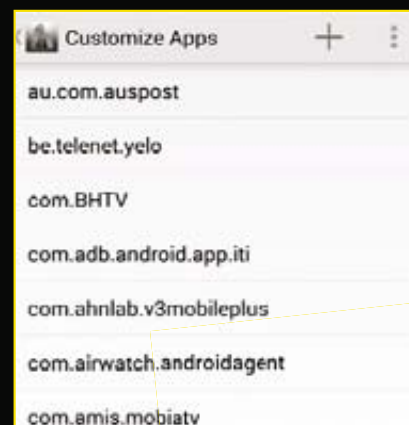 Customize Apps
au.com.auspost
be.telenet.yelo
com.BHTV
com.adb.android.app.iti
com.ahnlab.v3mobileplus
com.airwatch.androidagent
com.amis.mobiatv